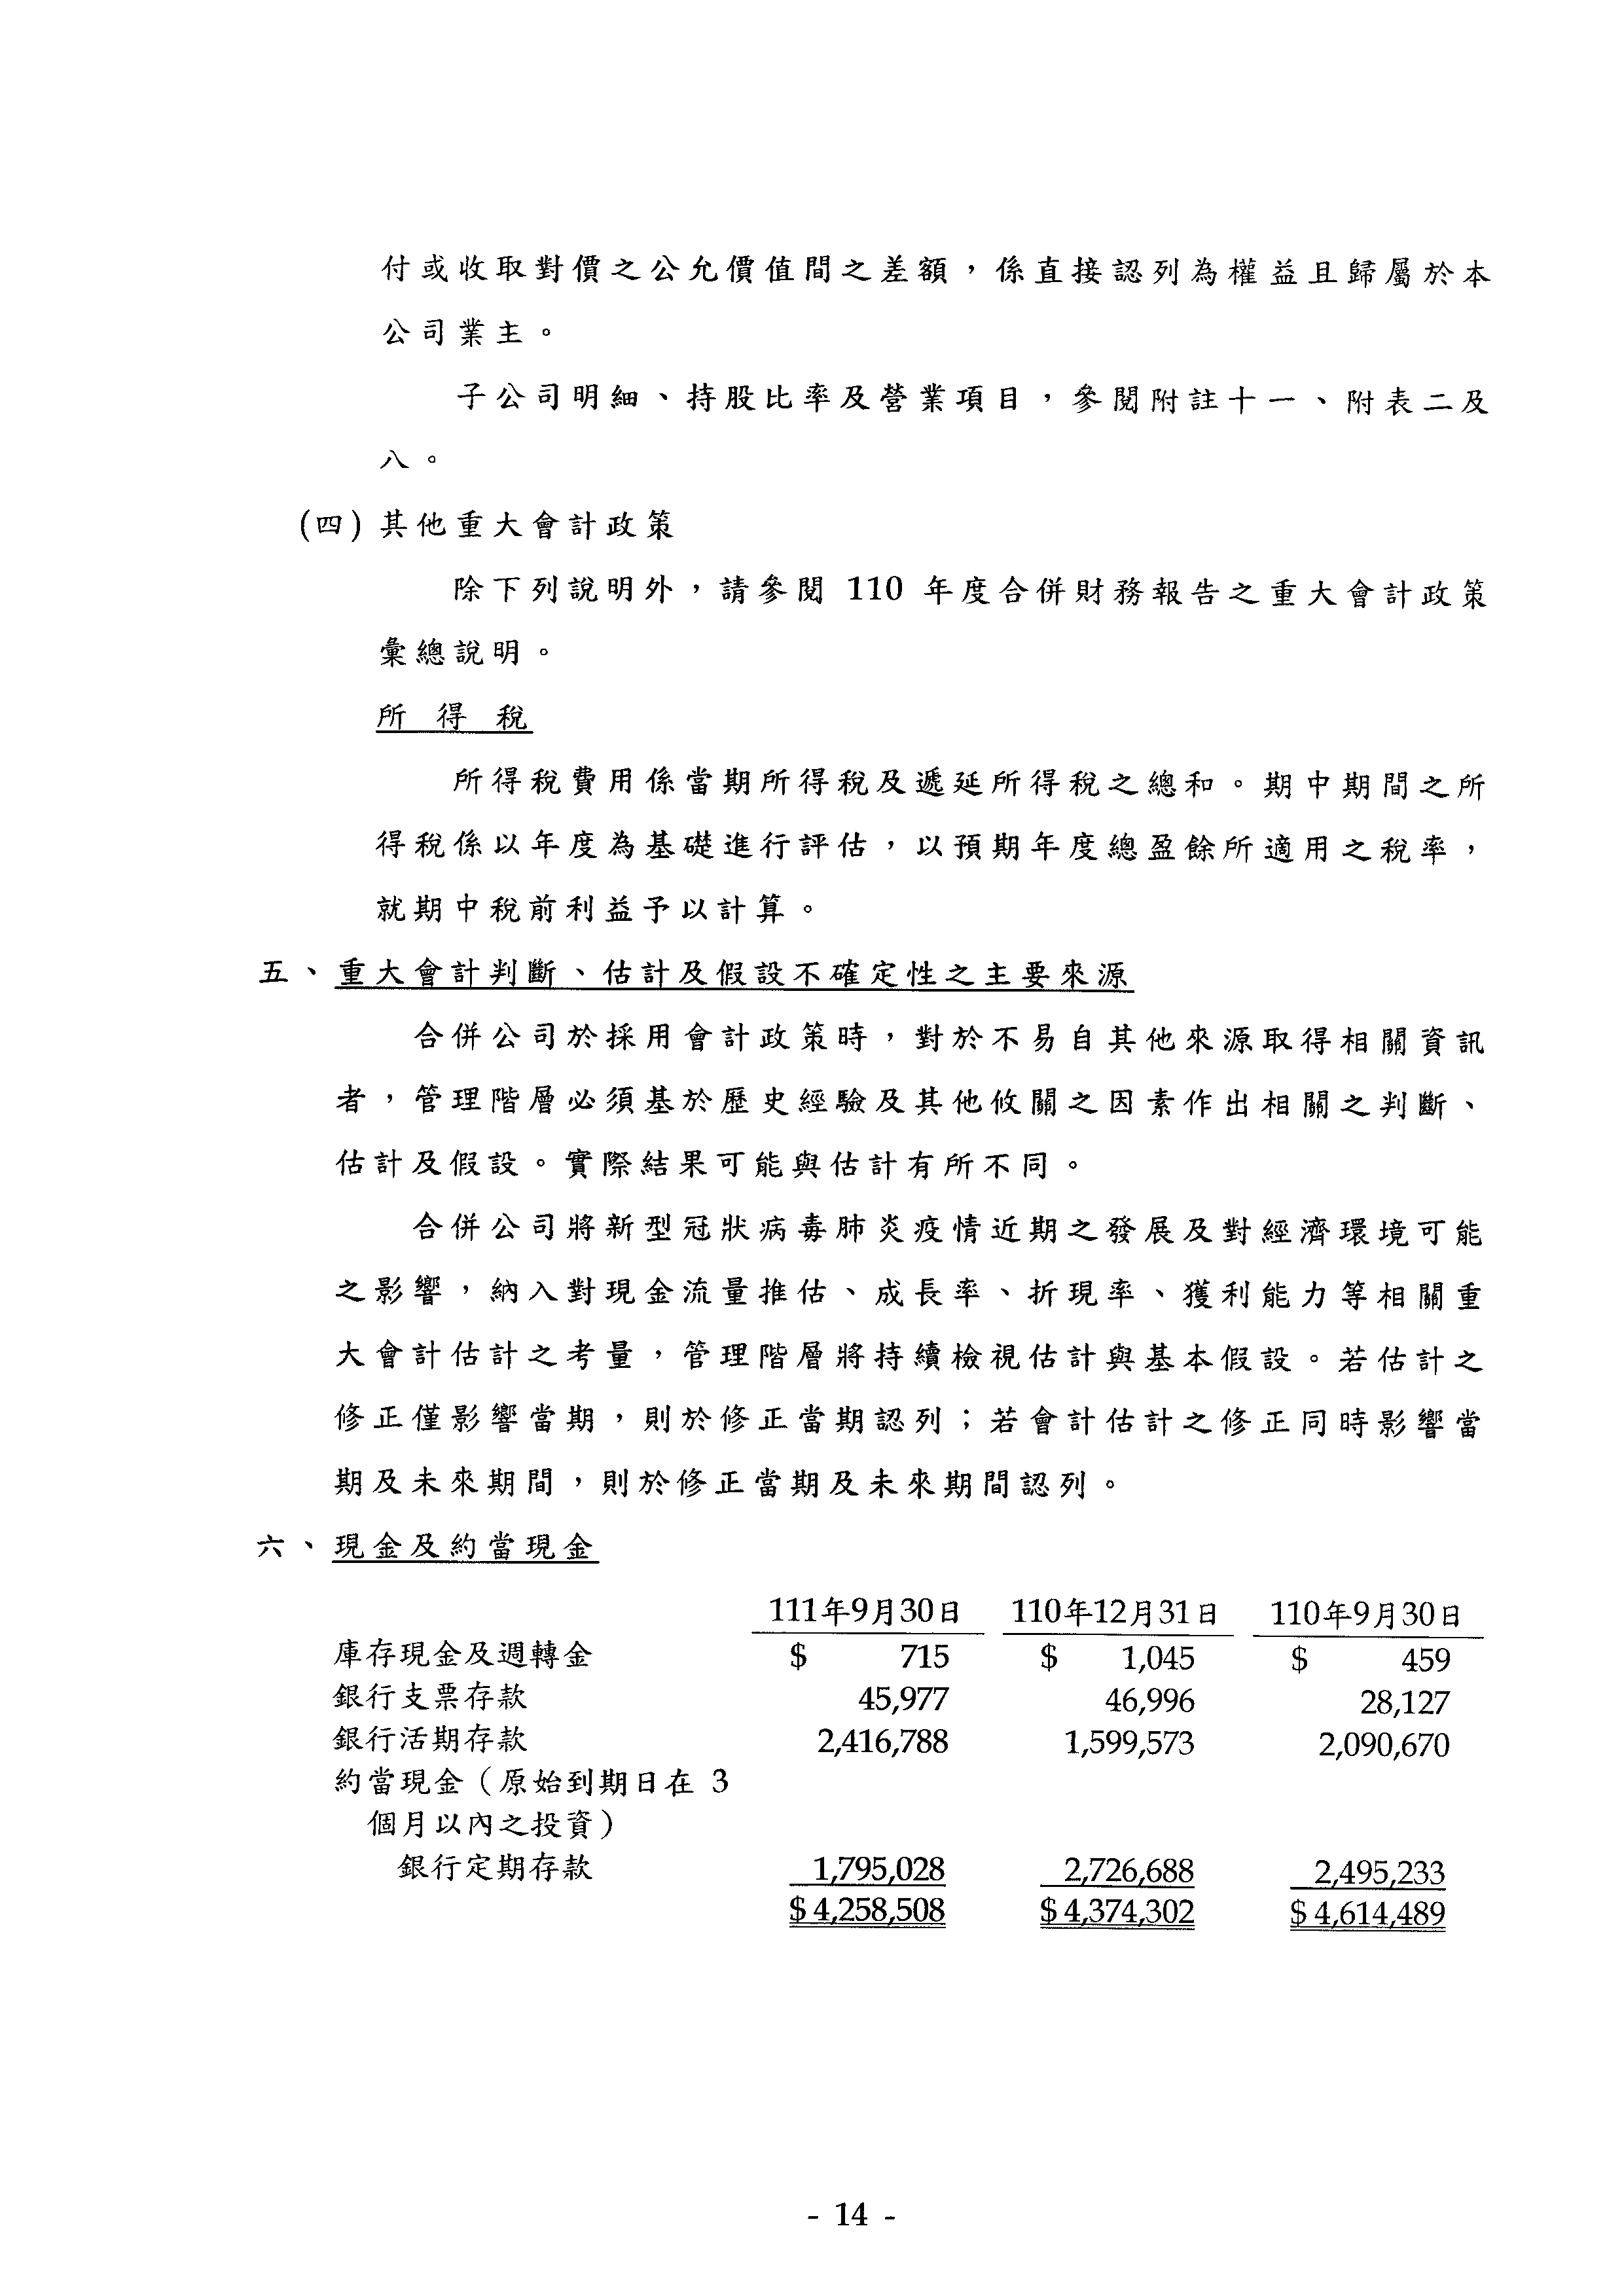 付或收取對價之公允價值間之差額，係直接認列為權益且歸屬於本
公司業主。
子公司明細、持股比率及營業項目，參閱附註十一、附表二及
八。
(四) 其他重大會計政策
除下列說明外，請參閱 110 年度合併財務報告之重大會計政策
彙總說明。
所得稅
所得稅費用係當期所得稅及遞延所得稅之總和。期中期間之所
得稅係以年度為基礎進行評估，以預期年度總盈餘所適用之稅率，
就期中稅前利益予以計算。
五、重大會計判斷、估計及假設不確定性之主要來源
合併公司於採用會計政策時，對於不易自其他來源取得相關資訊
者，管理階層必須基於歷史經驗及其他攸關之因素作出相關之判斷、
估計及假設。實際結果可能與估計有所不同。
合併公司將新型冠狀病毒肺炎疫情近期之發展及對經濟環境可能
之影響，納入對現金流量推估、成長率、折現率、獲利能力等相關重
大會計估計之考量，管理階層將持續檢視估計與基本假設。若估計之
修正僅影響當期，則於修正當期認列；若會計估計之修正同時影響當
期及未來期間，則於修正當期及未來期間認列。
六、現金及約當現金
111年9月30日 110年12月31日 110年9月30日
庫存現金及週轉金 $ 715 $ 1,045 $ 459
銀行支票存款 45,977 46,996 28,127
銀行活期存款 2,416,788 1,599,573 2,090,670
約當現金（原始到期日在 3
個月以內之投資）
銀行定期存款 1,795,028 2,726,688 2,495,233
$ 4,258,508 $ 4,374,302 $ 4,614,489
- 14 -